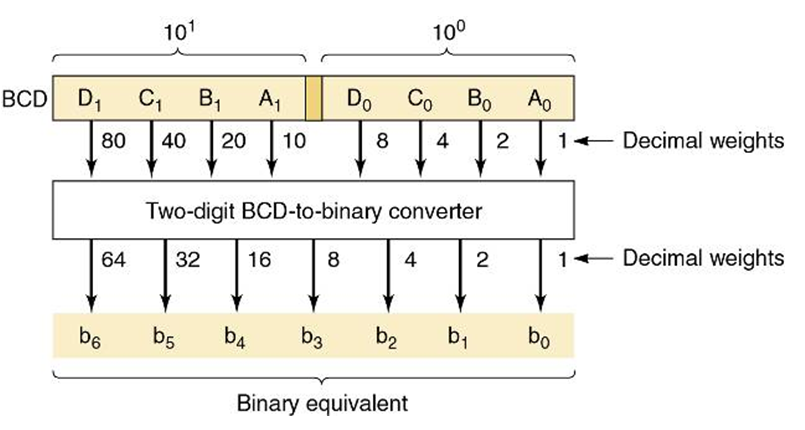 10¹ 10⁰
BCD D₁ C₁ B₁ A₁ D₀ C₀ B₀ A₀
80 40 20 10 8 4 2 1 Decimal weights
Two-digit BCD-to-binary converter
64 32 16 8 4 2 1 Decimal weights
b₆ b₅ b₄ b₃ b₂ b₁ b₀
Binary equivalent